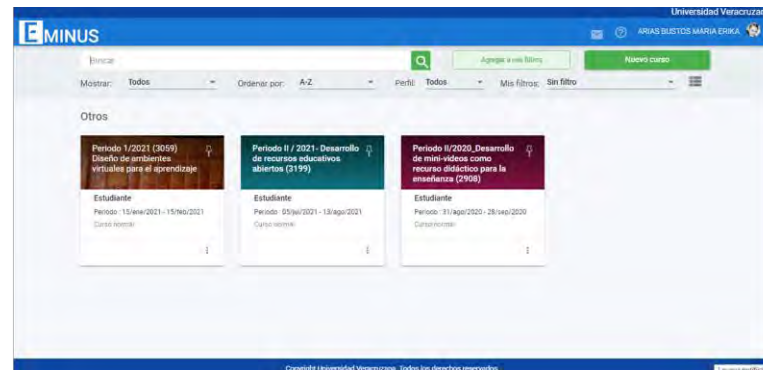 Universidad Veracruzana
EMINUS
ARIAS BUSTOS MARIA ERIKA
Buscar
Agregar a mis filtros
Nuevo curso
Mostrar: Todos
Ordenar por: A-Z
Perfil: Todos
Mis filtros: Sin filtro
Otros
Periodo 1/2021 (3059)
Diseño de ambientes
virtuales para el aprendizaje
Estudiante
Periodo : 15/ene/2021 - 15/feb/2021
Curso normal
Periodo II / 2021- Desarrollo
de recursos educativos
abiertos (3199)
Estudiante
Periodo : 05/jul/2021 - 13/ago/2021
Curso normal
Periodo II/2020_Desarrollo
de mini-videos como
recurso didáctico para la
enseñanza (2908)
Estudiante
Periodo : 31/ago/2020 - 28/sep/2020
Curso normal
Copyright Universidad Veracruzana. Todos los derechos reservados